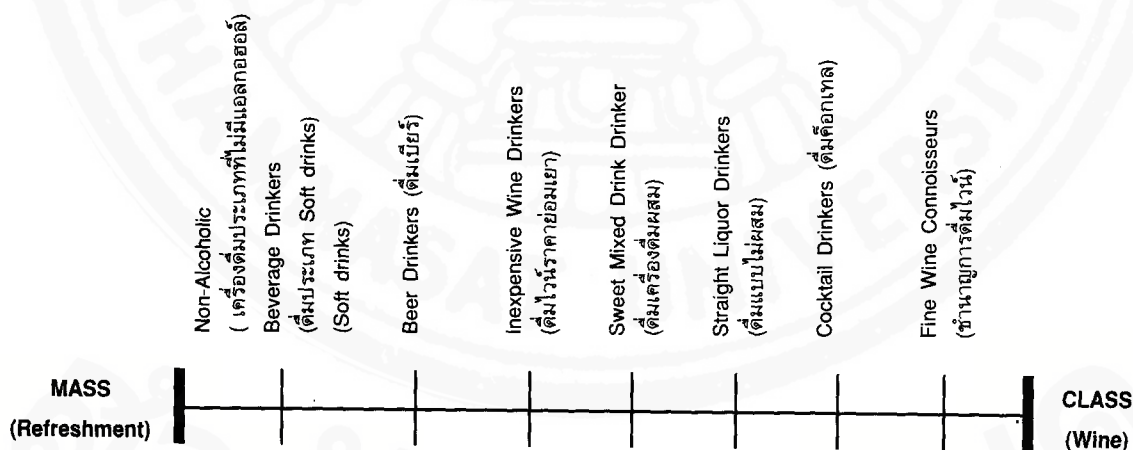 Non-Alcoholic
( เครื่องดื่มประเภทที่ไม่มีแอลกอฮอล์)
Beverage Drinkers
(ดื่มประเภท Soft drinks)
(Soft drinks)
Beer Drinkers (ดื่มเบียร์)
Inexpensive Wine Drinkers
(ดื่มไวน์ราคาย่อมเยา)
Sweet Mixed Drink Drinker
(ดื่มเครื่องดื่มผสม)
Straight Liquor Drinkers
(ดื่มแบบไม่ผสม)
Cocktail Drinkers (ดื่มค็อกเทล)
Fine Wine Connoisseurs
(ชำนาญการดื่มไวน์)
MASS
(Refreshment)
CLASS
(Wine)
THAMMASAT UNIVERSITY